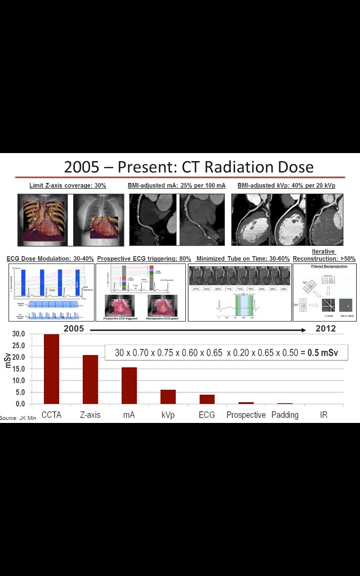 2005 – Present: CT Radiation Dose
Limit Z-axis coverage: 30%
BMI-adjusted mA: 25% per 100 mA
BMI-adjusted kVp: 40% per 20 kVp
ECG Dose Modulation: 30-40%
Prospective ECG triggering: 80%
Minimized Tube on Time: 30-60%
Iterative
Reconstruction: >50%
Filtered Backprojection
2005
2012
30 x 0.70 x 0.75 x 0.60 x 0.65 x 0.20 x 0.65 x 0.50 = 0.5 mSv
mSv
30.0
25.0
20.0
15.0
10.0
5.0
0.0
CCTA
Z-axis
mA
kVp
ECG
Prospective
Padding
IR
Source: JK Min